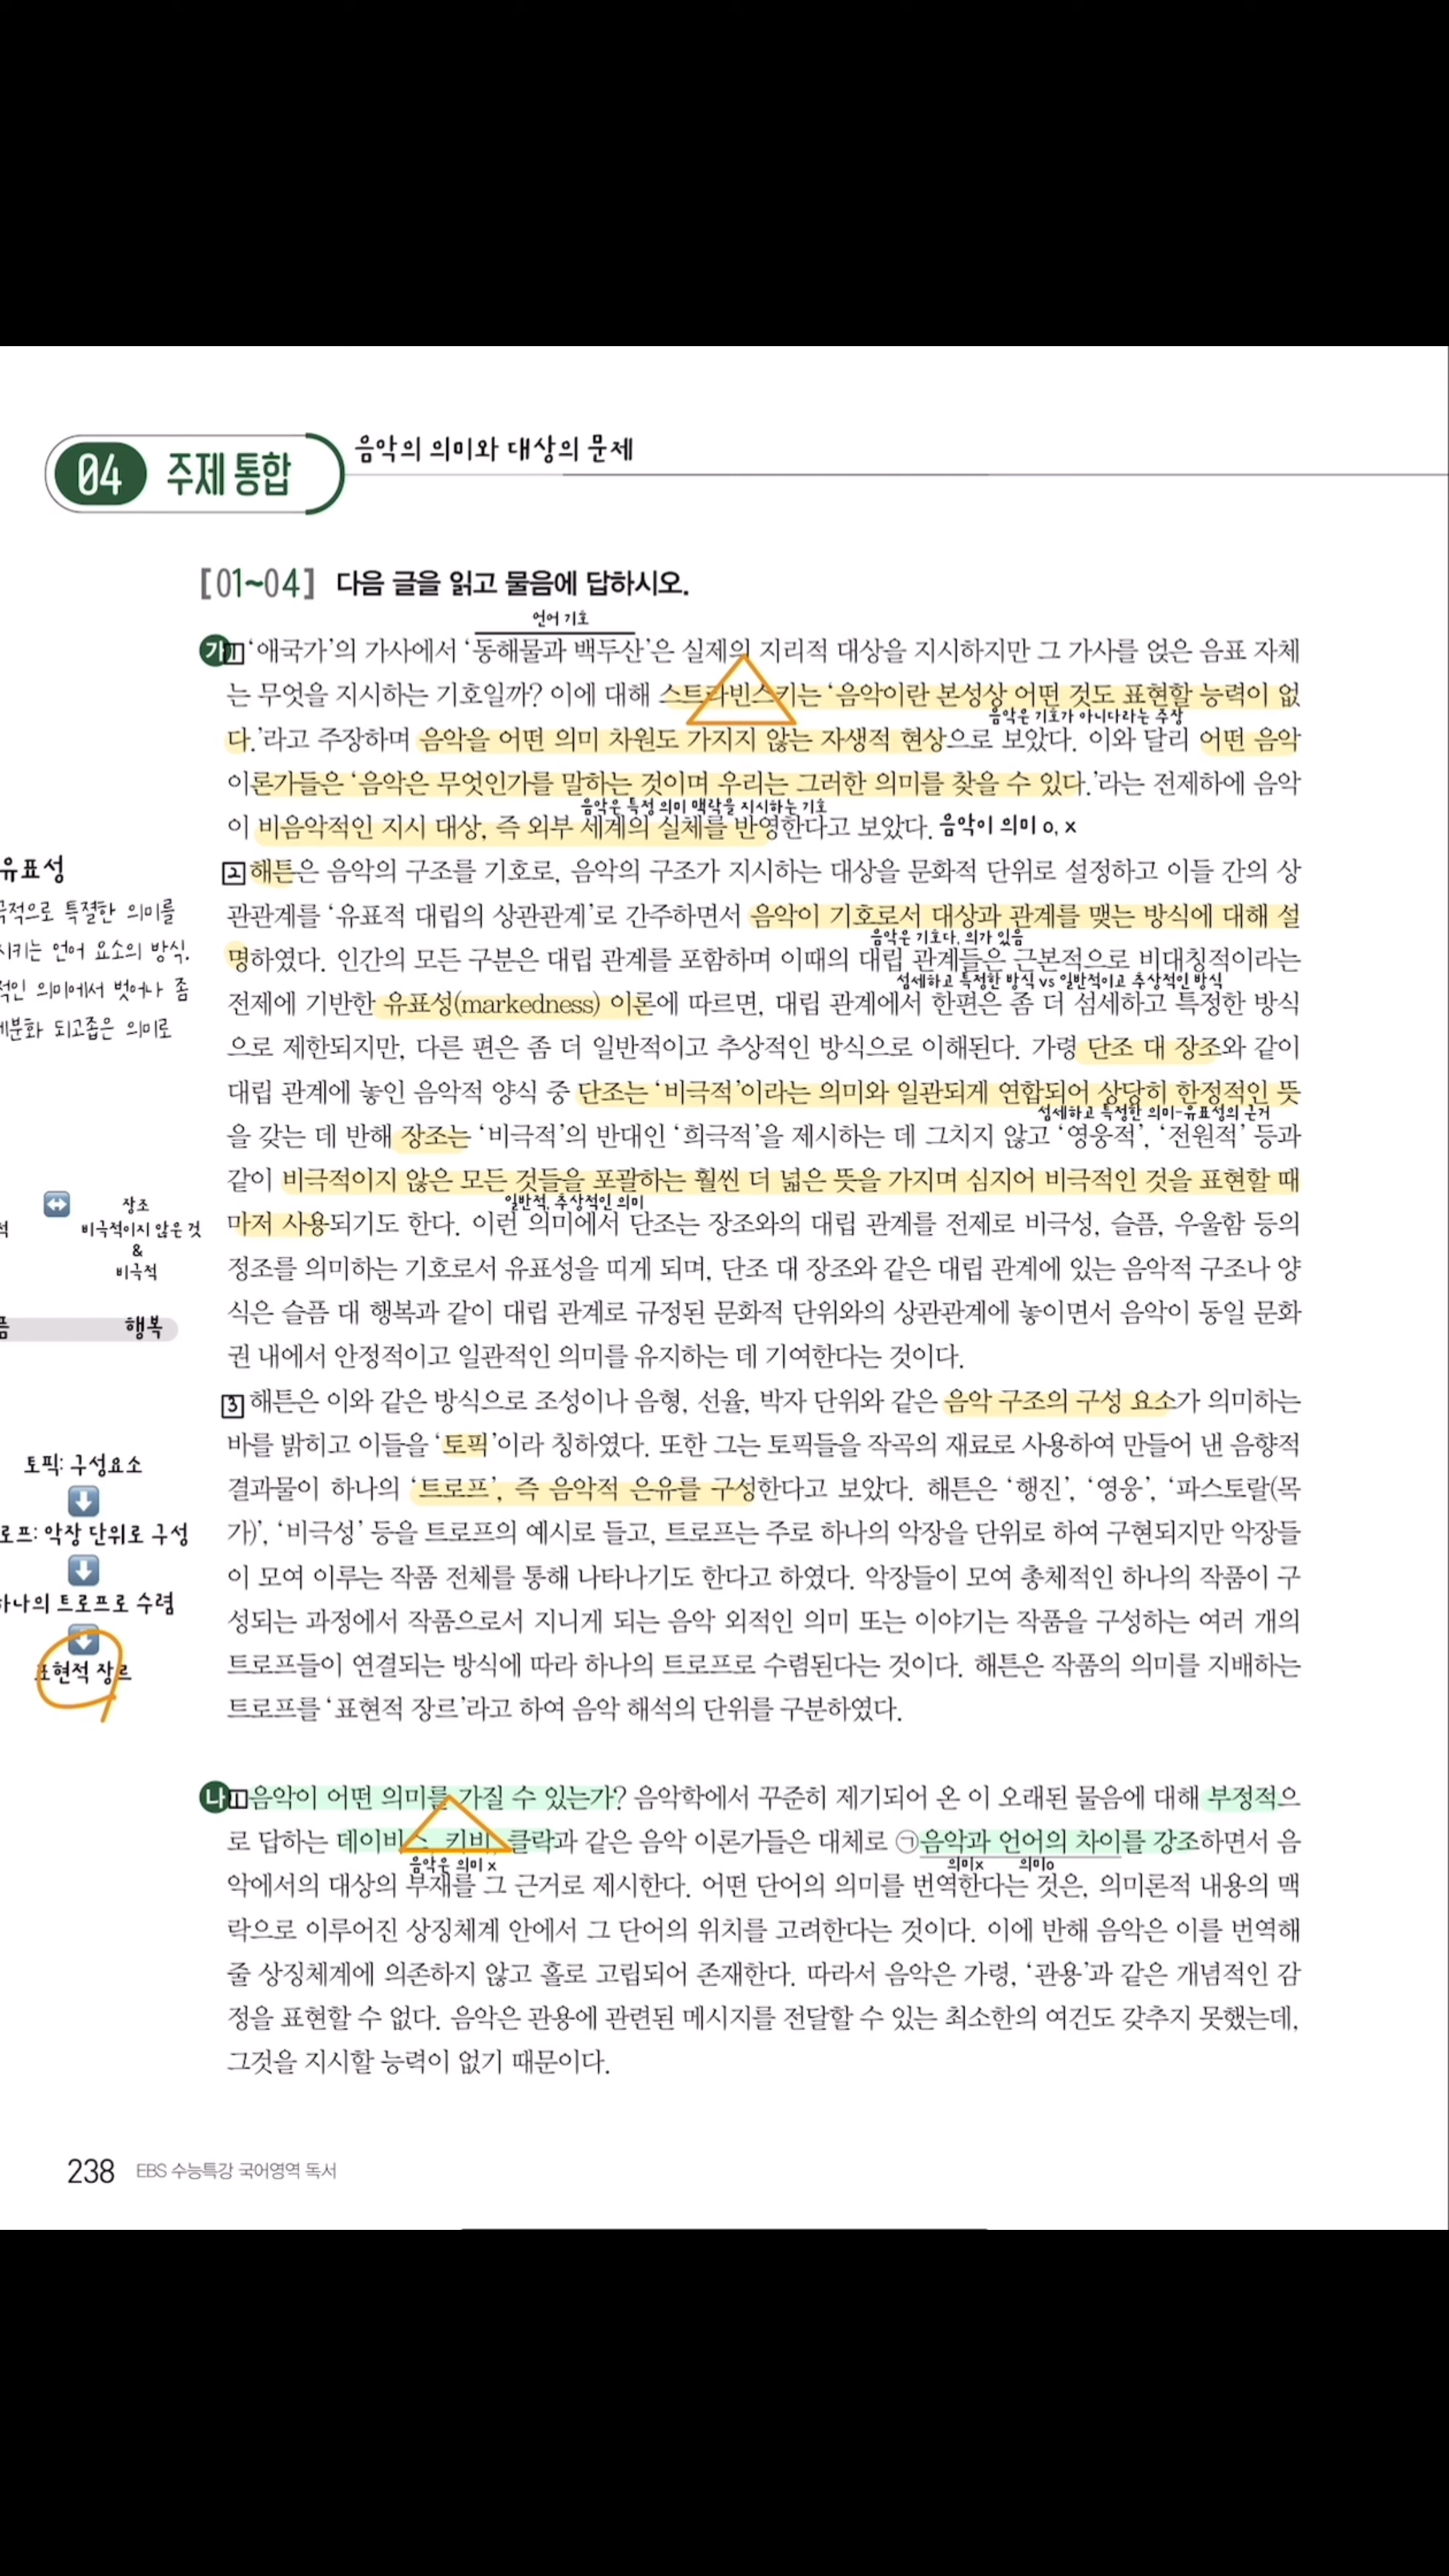 04 주제 통합
음악의 의미와 대상의 문제
[01~04] 다음 글을 읽고 물음에 답하시오.
언어 기호
가 1 ‘애국가’의 가사에서 ‘동해물과 백두산’은 실제의 지리적 대상을 지시하지만 그 가사를 얹은 음표 자체
는 무엇을 지시하는 기호일까? 이에 대해 스트라빈스키는 ‘음악이란 본성상 어떤 것도 표현할 능력이 없
음악은 기호가 아니다라는 주장
다.’라고 주장하며 음악을 어떤 의미 차원도 가지지 않는 자생적 현상으로 보았다. 이와 달리 어떤 음악
이론가들은 ‘음악은 무엇인가를 말하는 것이며 우리는 그러한 의미를 찾을 수 있다.’라는 전제하에 음악
음악은 특정 의미 맥락을 지시하는 기호
이 비음악적인 지시 대상, 즉 외부 세계의 실체를 반영한다고 보았다. 음악이 의미 o, x
유표성
2 해튼은 음악의 구조를 기호로, 음악의 구조가 지시하는 대상을 문화적 단위로 설정하고 이들 간의 상
적으로 특졀한 의미를
관관계를 ‘유표적 대립의 상관관계’로 간주하면서 음악이 기호로서 대상과 관계를 맺는 방식에 대해 설
음악은 기호다, 의가 있음
시키는 언어 요소의 방식.
명하였다. 인간의 모든 구분은 대립 관계를 포함하며 이때의 대립 관계들은 근본적으로 비대칭적이라는
섬세하고 특정한 방식 vs 일반적이고 추상적인 방식
적인 의미에서 벗어나 좀
전제에 기반한 유표성(markedness) 이론에 따르면, 대립 관계에서 한편은 좀 더 섬세하고 특정한 방식
세분화 되고좁은 의미로
으로 제한되지만, 다른 편은 좀 더 일반적이고 추상적인 방식으로 이해된다. 가령 단조 대 장조와 같이
대립 관계에 놓인 음악적 양식 중 단조는 ‘비극적’이라는 의미와 일관되게 연합되어 상당히 한정적인 뜻
섬세하고 특정한 의미-유표성의 근거
을 갖는 데 반해 장조는 ‘비극적’의 반대인 ‘희극적’을 제시하는 데 그치지 않고 ‘영웅적’, ‘전원적’ 등과
같이 비극적이지 않은 모든 것들을 포괄하는 훨씬 더 넓은 뜻을 가지며 심지어 비극적인 것을 표현할 때
일반적, 추상적인 의미
장조
적 비극적이지 않은 것
&
비극적
마저 사용되기도 한다. 이런 의미에서 단조는 장조와의 대립 관계를 전제로 비극성, 슬픔, 우울함 등의
정조를 의미하는 기호로서 유표성을 띠게 되며, 단조 대 장조와 같은 대립 관계에 있는 음악적 구조나 양
픔 행복
식은 슬픔 대 행복과 같이 대립 관계로 규정된 문화적 단위와의 상관관계에 놓이면서 음악이 동일 문화
권 내에서 안정적이고 일관적인 의미를 유지하는 데 기여한다는 것이다.
3 해튼은 이와 같은 방식으로 조성이나 음형, 선율, 박자 단위와 같은 음악 구조의 구성 요소가 의미하는
바를 밝히고 이들을 ‘토픽’이라 칭하였다. 또한 그는 토픽들을 작곡의 재료로 사용하여 만들어 낸 음향적
토픽: 구성요소
결과물이 하나의 ‘트로프’, 즉 음악적 은유를 구성한다고 보았다. 해튼은 ‘행진’, ‘영웅’, ‘파스토랄(목
로프: 악장 단위로 구성
가)’, ‘비극성’ 등을 트로프의 예시로 들고, 트로프는 주로 하나의 악장을 단위로 하여 구현되지만 악장들
이 모여 이루는 작품 전체를 통해 나타나기도 한다고 하였다. 악장들이 모여 총체적인 하나의 작품이 구
하나의 트로프로 수렴
성되는 과정에서 작품으로서 지니게 되는 음악 외적인 의미 또는 이야기는 작품을 구성하는 여러 개의
표현적 장르
트로프들이 연결되는 방식에 따라 하나의 트로프로 수렴된다는 것이다. 해튼은 작품의 의미를 지배하는
트로프를 ‘표현적 장르’라고 하여 음악 해석의 단위를 구분하였다.
나 1 음악이 어떤 의미를 가질 수 있는가? 음악학에서 꾸준히 제기되어 온 이 오래된 물음에 대해 부정적으
로 답하는 데이비스, 키비, 클락과 같은 음악 이론가들은 대체로 ㉠음악과 언어의 차이를 강조하면서 음
음악은 의미 x 의미x 의미o
악에서의 대상의 부재를 그 근거로 제시한다. 어떤 단어의 의미를 번역한다는 것은, 의미론적 내용의 맥
락으로 이루어진 상징체계 안에서 그 단어의 위치를 고려한다는 것이다. 이에 반해 음악은 이를 번역해
줄 상징체계에 의존하지 않고 홀로 고립되어 존재한다. 따라서 음악은 가령, ‘관용’과 같은 개념적인 감
정을 표현할 수 없다. 음악은 관용에 관련된 메시지를 전달할 수 있는 최소한의 여건도 갖추지 못했는데,
그것을 지시할 능력이 없기 때문이다.
238 EBS 수능특강 국어영역 독서